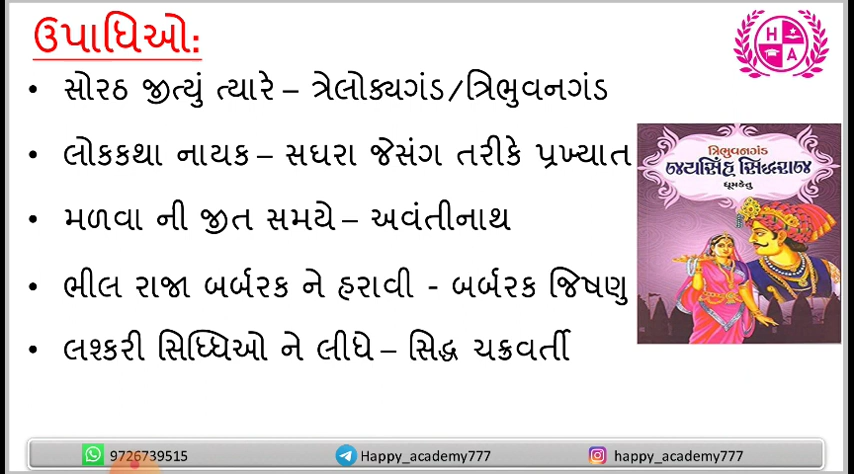 ઉપાધિઓ:
H A
• સોરઠ જીત્યું ત્યારે – ત્રેલોક્યગંડ/ત્રિભુવનગંડ
• લોકકથા નાયક – સધરા જેસંગ તરીકે પ્રખ્યાત
ત્રિભુવનગંડ
જયસિંહ સિદ્ધરાજ
ધૂમકેતુ
• મળવા ની જીત સમયે – અવંતીનાથ
• ભીલ રાજા બર્બરક ને હરાવી - બર્બરક જિષણુ
• લશ્કરી સિધ્ધિઓ ને લીધે – સિદ્ધ ચક્રવર્તી
9726739515 Happy_academy777 happy_academy777